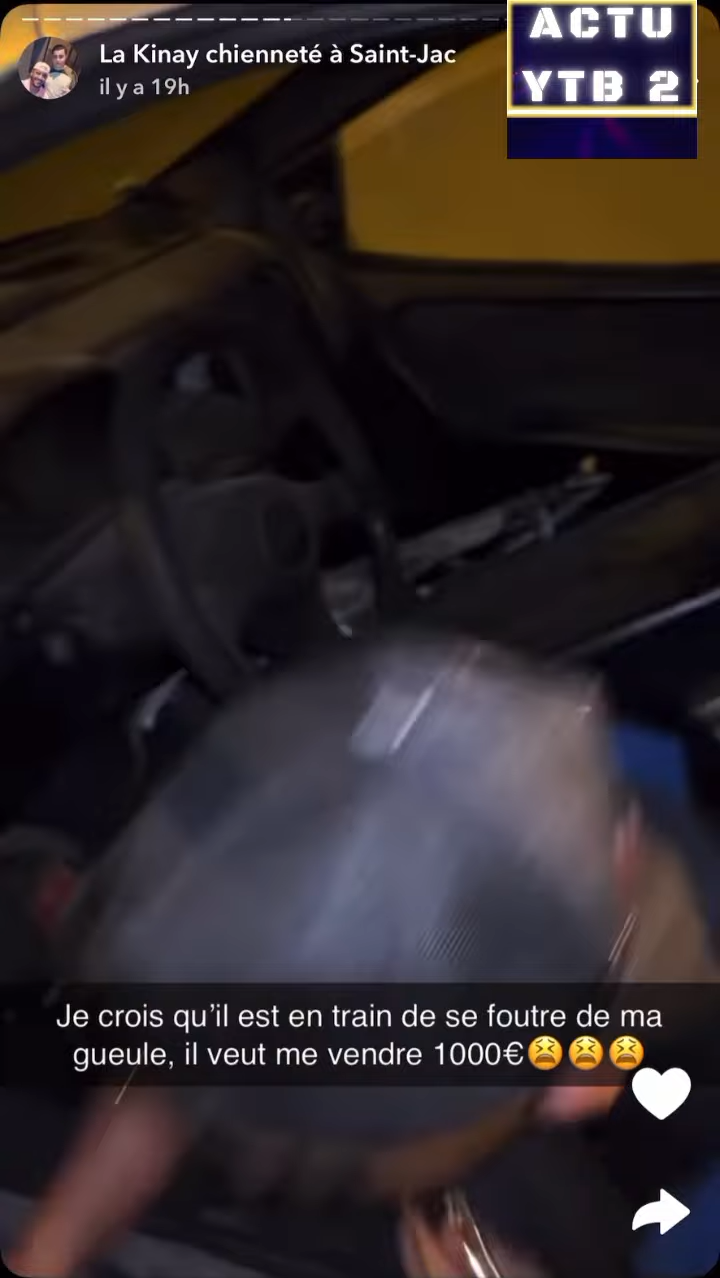 La Kinay chienneté à Saint-Jac
il y a 19h
ACTU
YTB 2
Je crois qu’il est en train de se foutre de ma
gueule, il veut me vendre 1000€😫😫😫